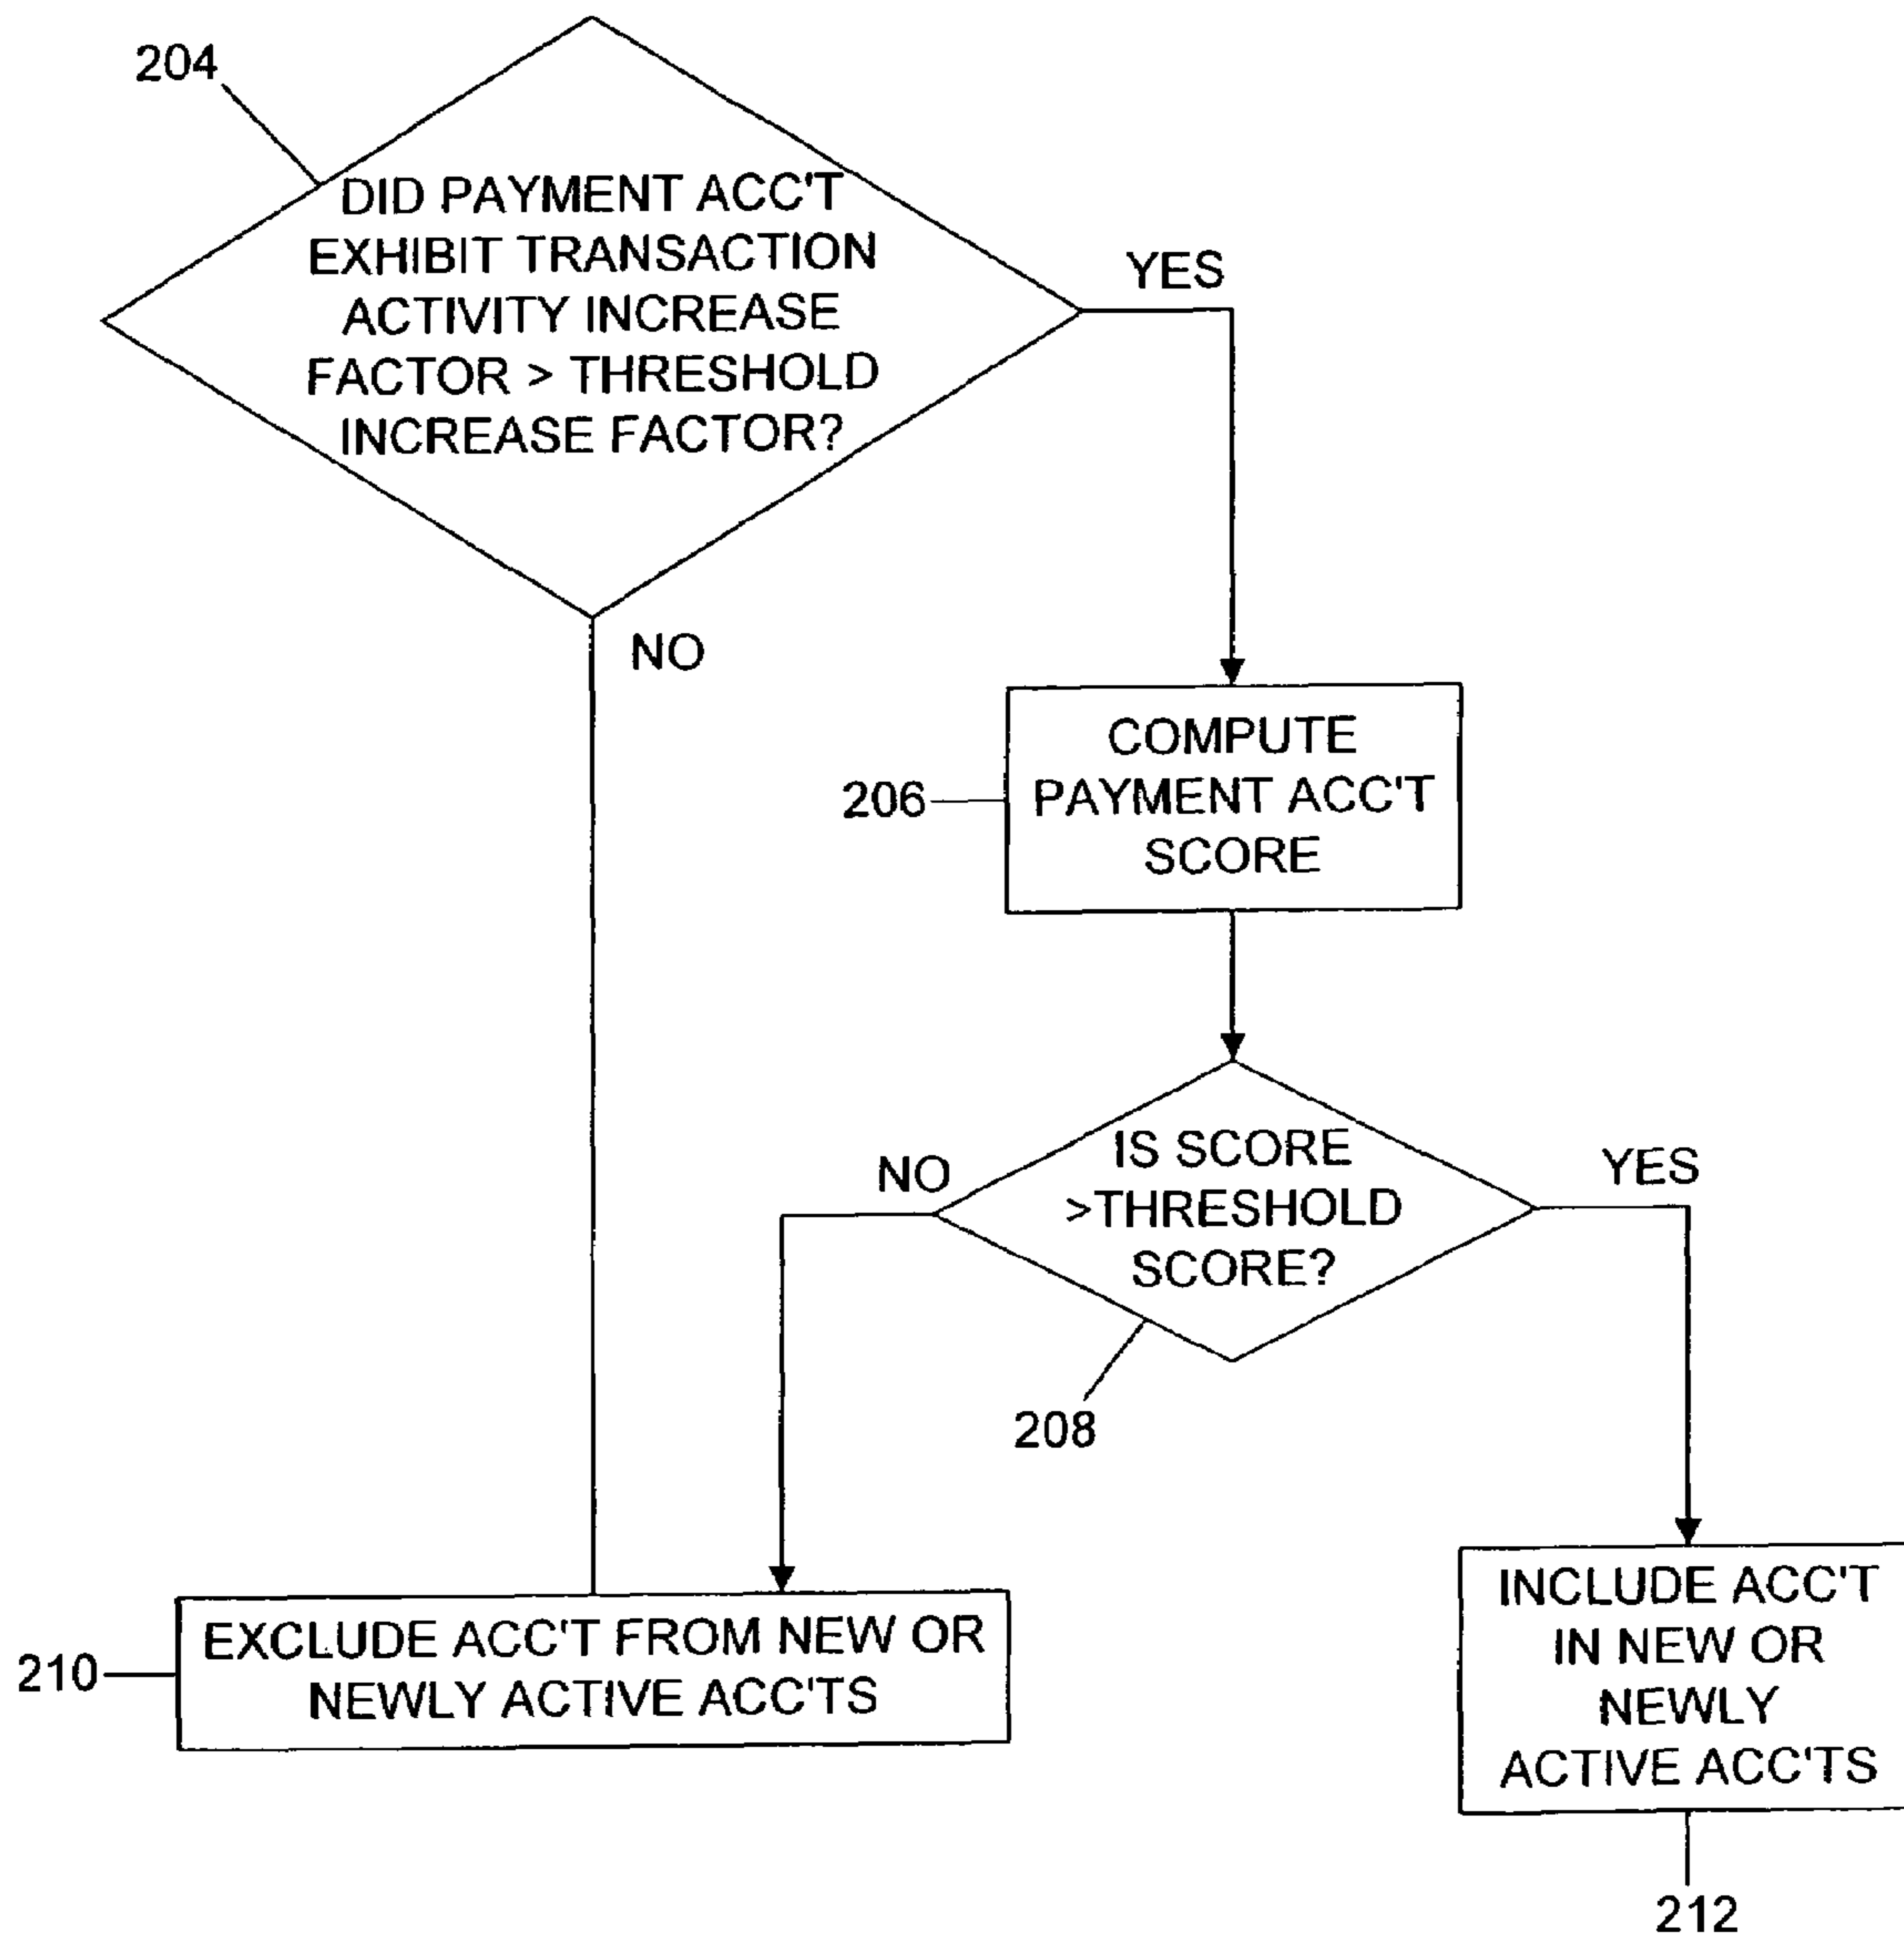 204
DID PAYMENT ACC'T
EXHIBIT TRANSACTION
ACTIVITY INCREASE
FACTOR > THRESHOLD
INCREASE FACTOR?
YES
NO
COMPUTE
PAYMENT ACC'T
SCORE
206
IS SCORE
>THRESHOLD
SCORE?
NO
YES
208
EXCLUDE ACC'T FROM NEW OR
NEWLY ACTIVE ACC'TS
210
INCLUDE ACC'T
IN NEW OR
NEWLY
ACTIVE ACC'TS
212